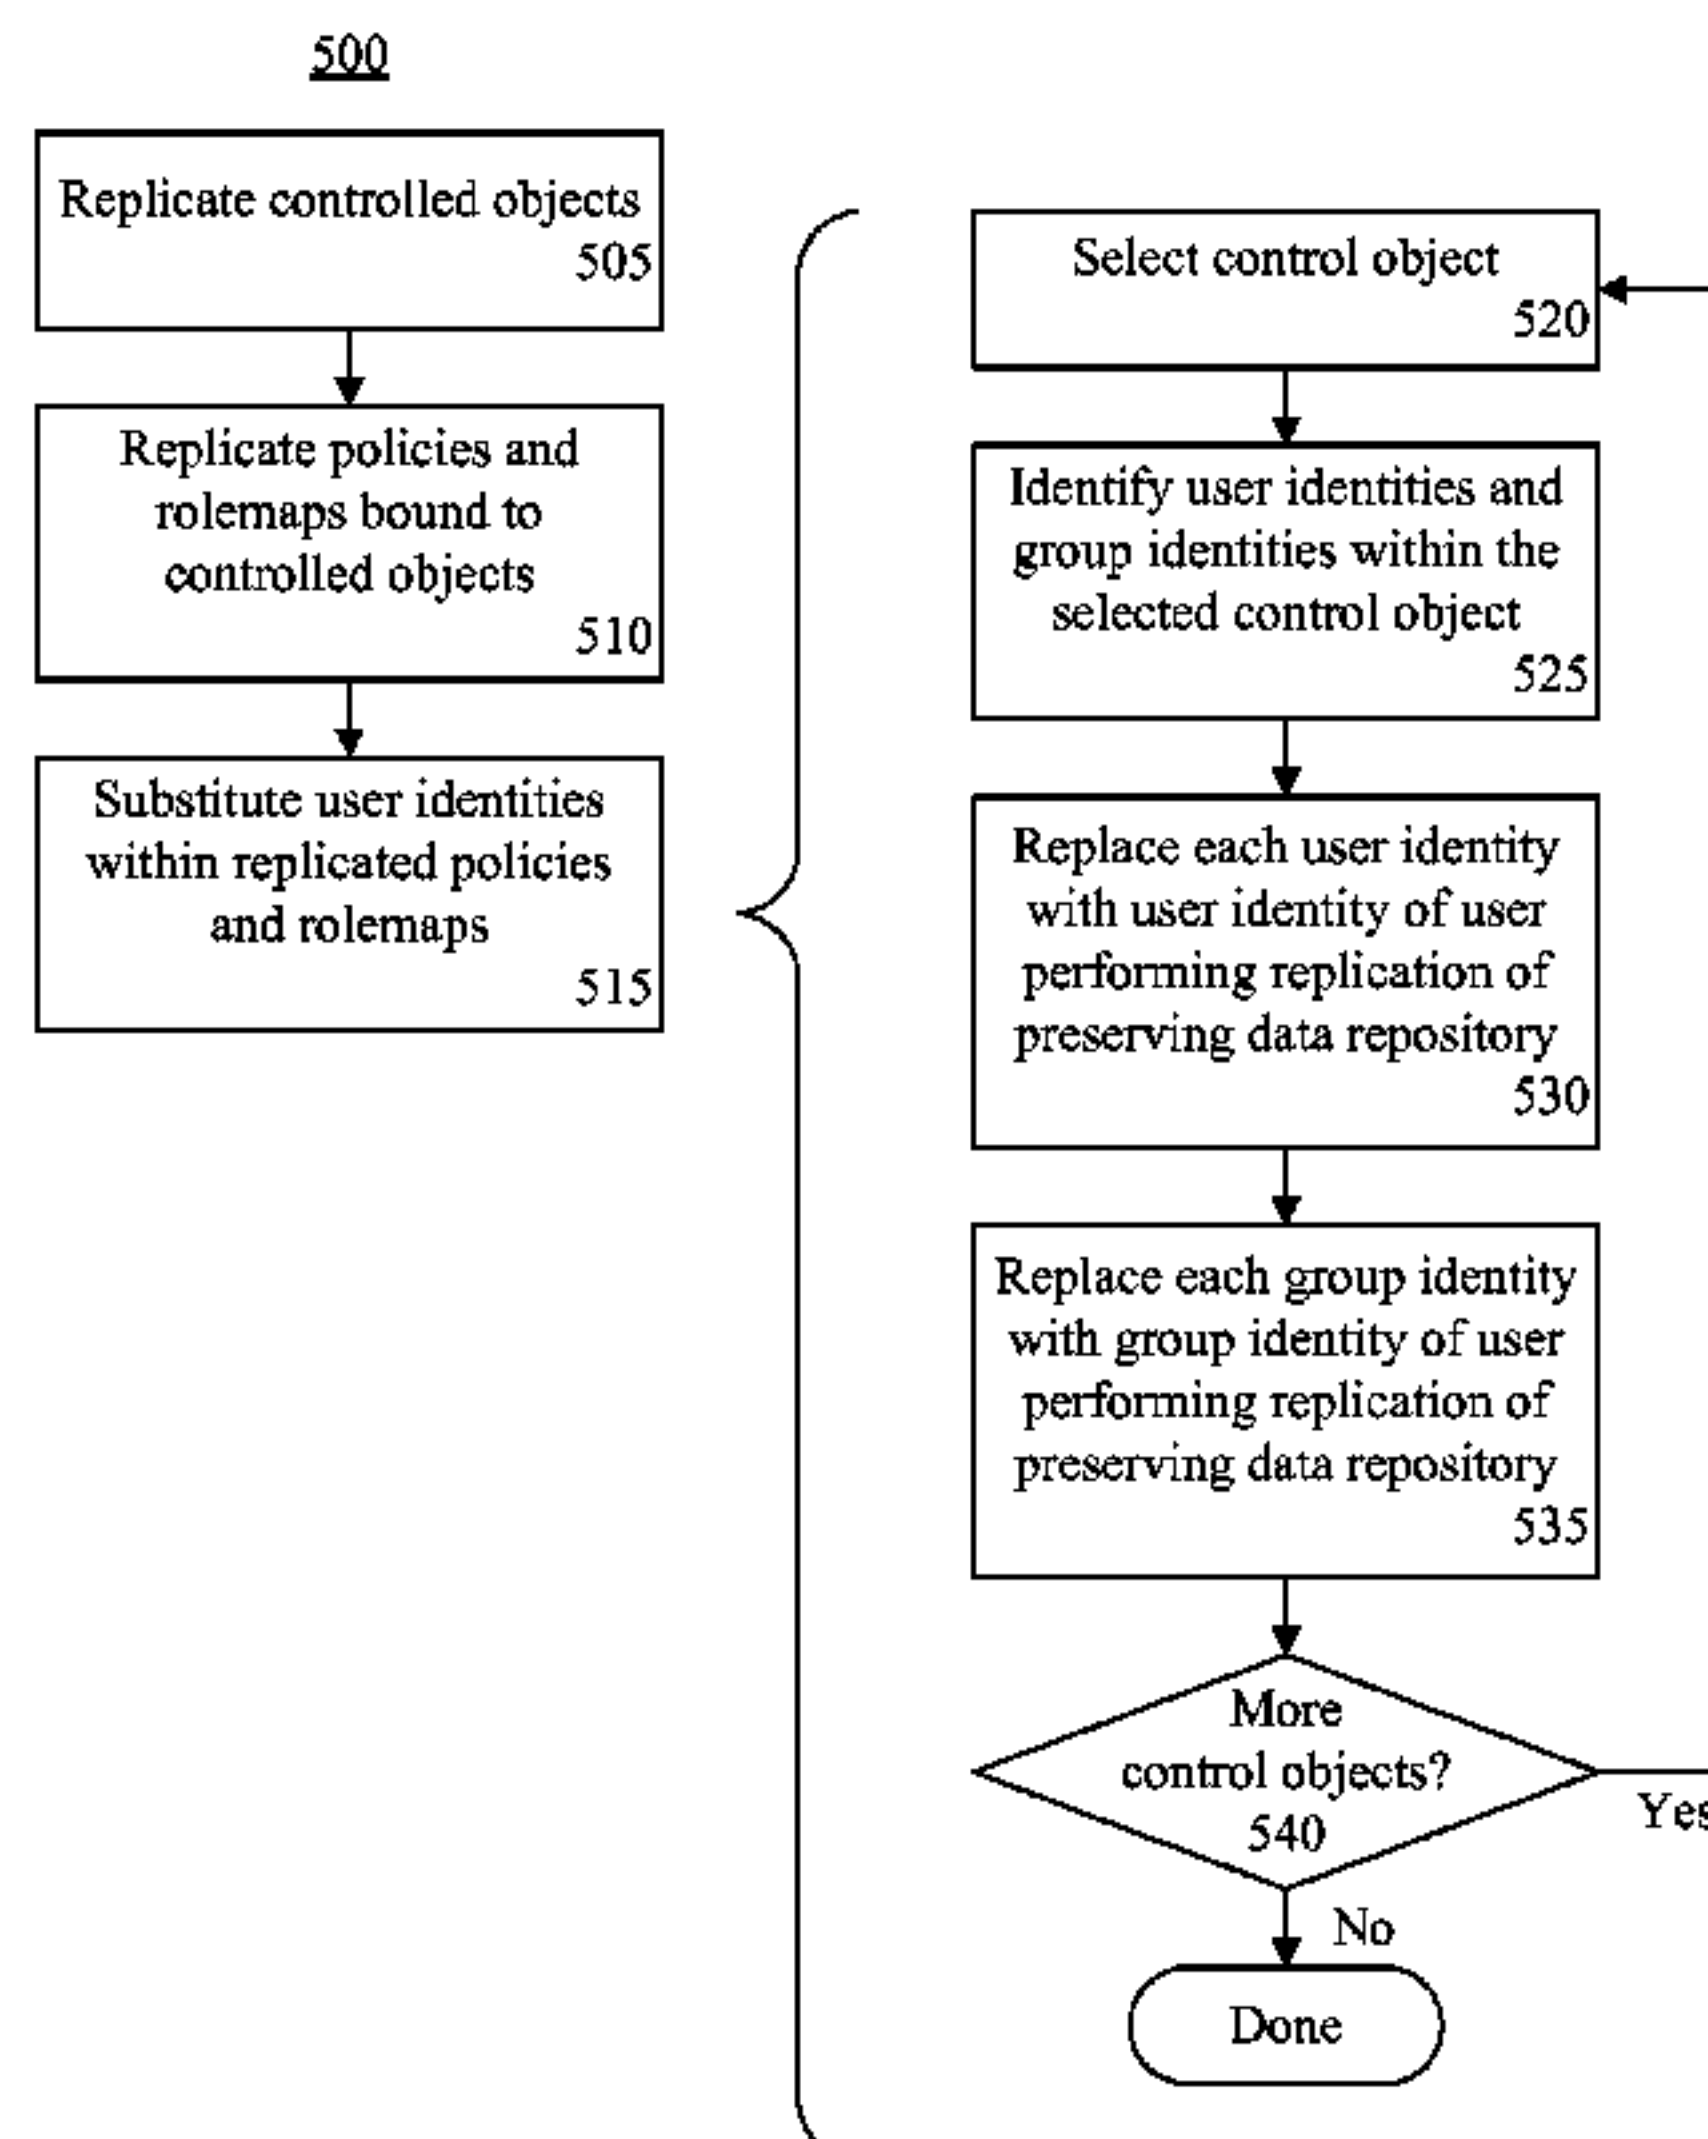 500
Replicate controlled objects
505
Replicate policies and
rolemaps bound to
controlled objects
510
Substitute user identities
within replicated policies
and rolemaps
515
Select control object
520
Identify user identities and
group identities within the
selected control object
525
Replace each user identity
with user identity of user
performing replication of
preserving data repository
530
Replace each group identity
with group identity of user
performing replication of
preserving data repository
535
More
control objects?
540
Yes
No
Done